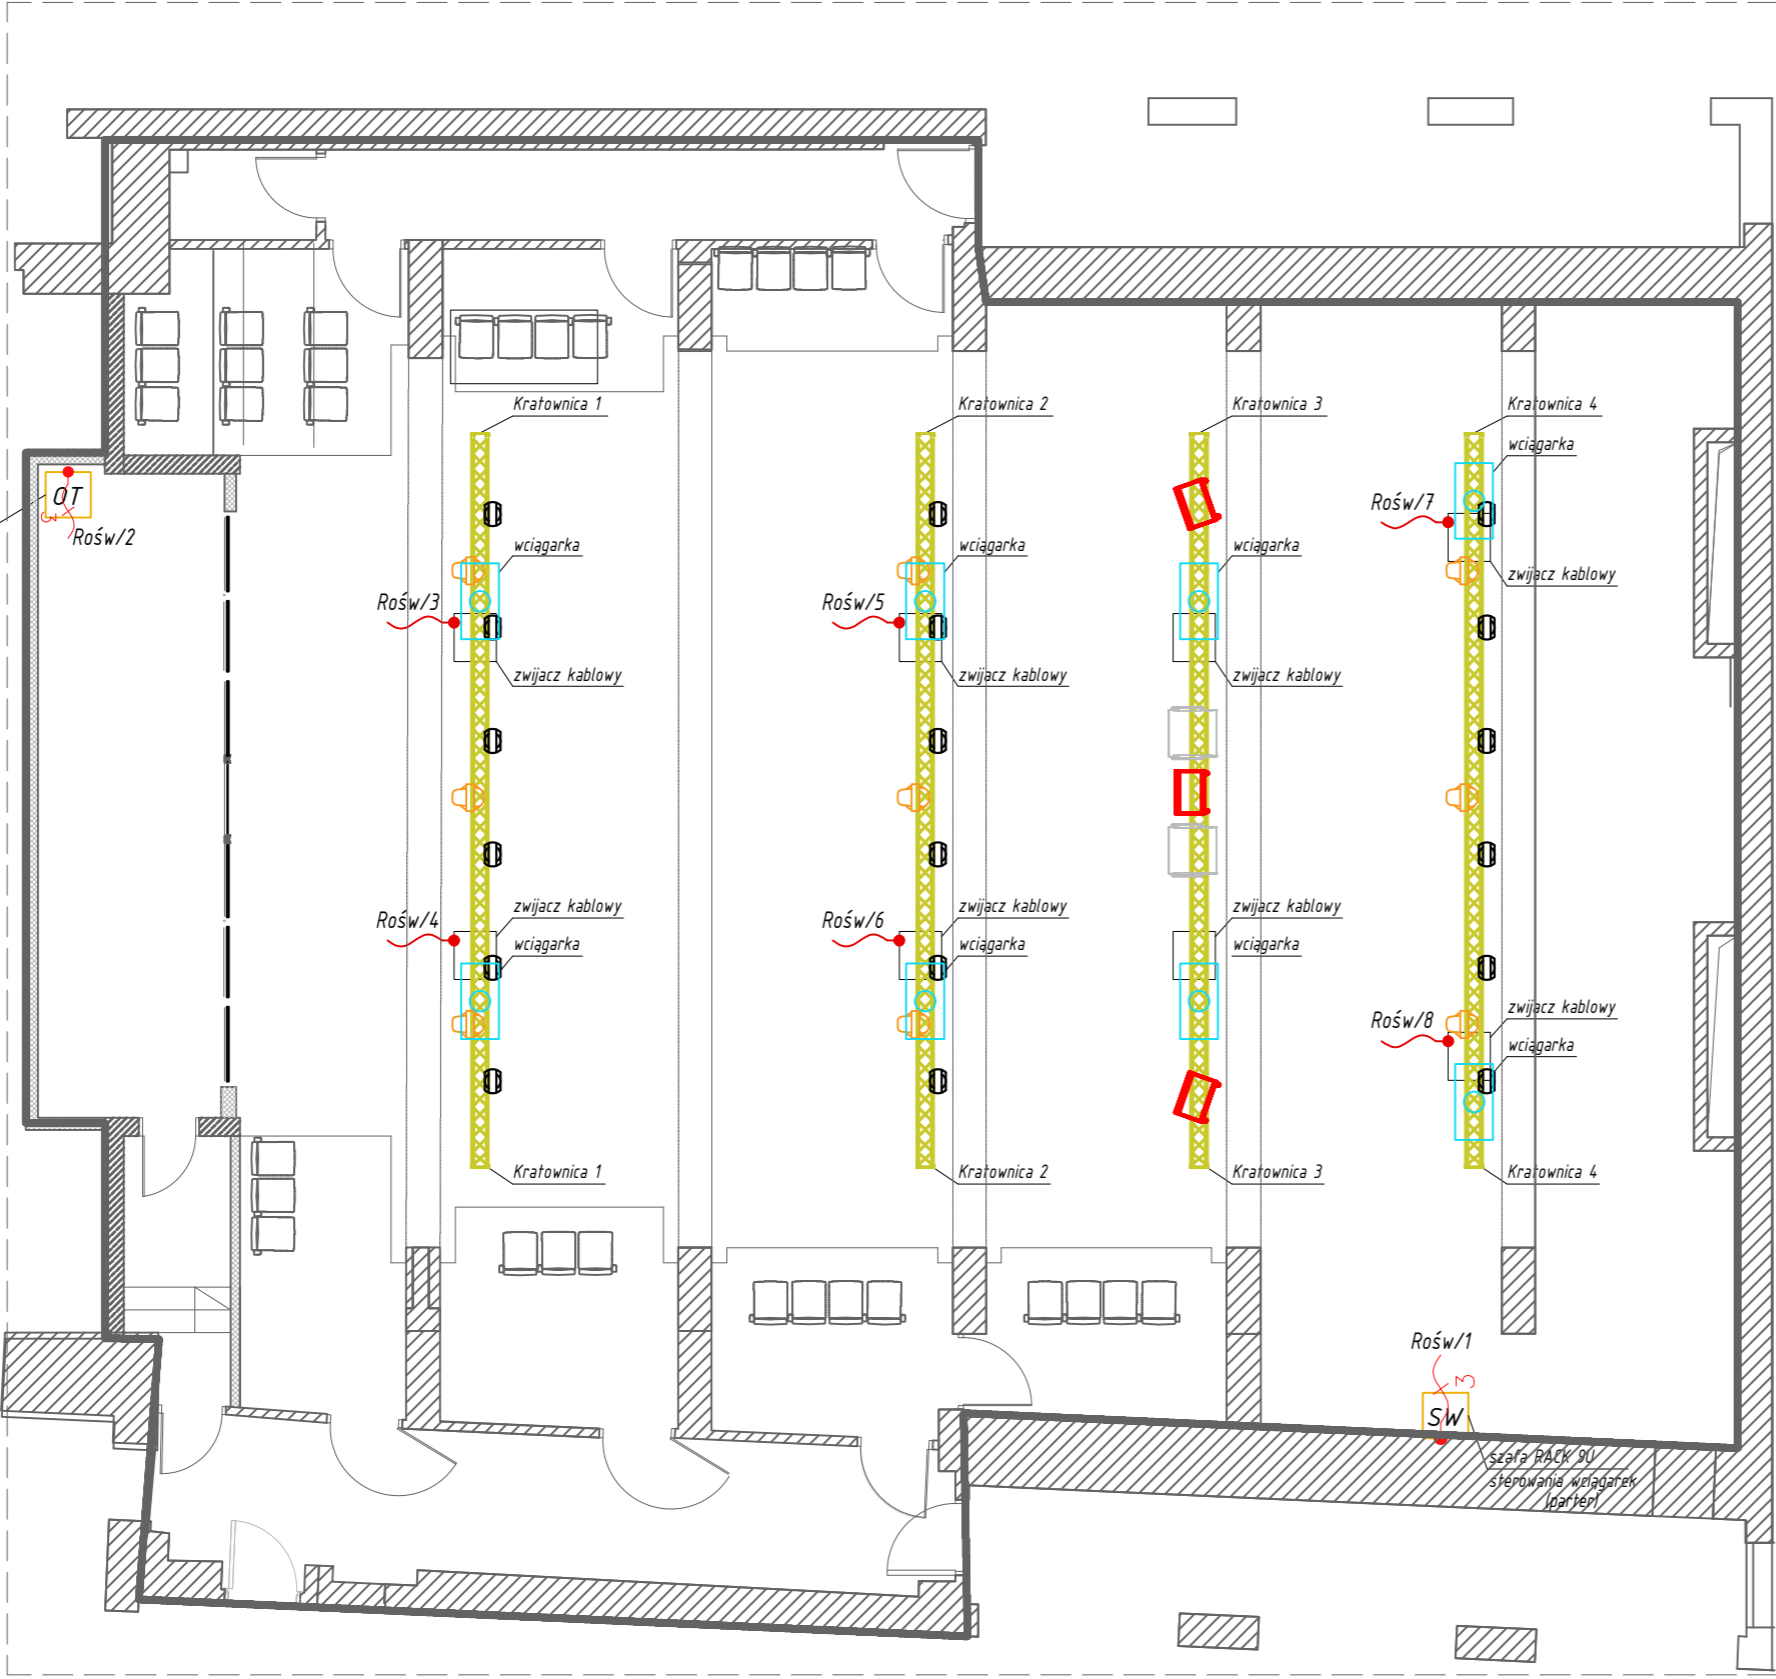 Kratownica 1
Kratownica 2
Kratownica 3
Kratownica 4
wciągarka
OT
3
Rośw/2
Rośw/7
zwijacz kablowy
wciągarka
wciągarka
wciągarka
Rośw/3
Rośw/5
zwijacz kablowy
zwijacz kablowy
zwijacz kablowy
zwijacz kablowy
zwijacz kablowy
zwijacz kablowy
Rośw/4
Rośw/6
wciągarka
wciągarka
wciągarka
zwijacz kablowy
Rośw/8
wciągarka
Kratownica 1
Kratownica 2
Kratownica 3
Kratownica 4
Rośw/1
3
SW
szafa RACK 9U
sterowania wciągarek
(parter)